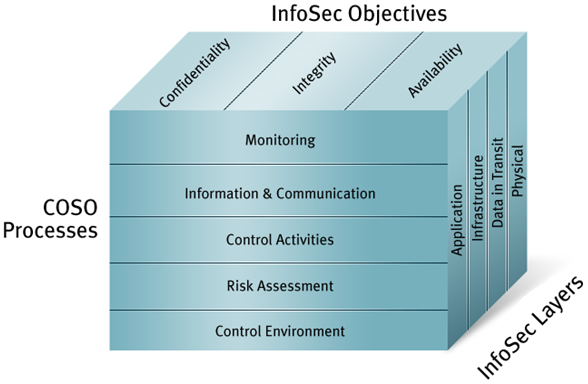 InfoSec Objectives
Confidentiality
Integrity
Availability
COSO
Processes
Monitoring
Information & Communication
Control Activities
Risk Assessment
Control Environment
Application
Infrastructure
Data in Transit
Physical
InfoSec Layers